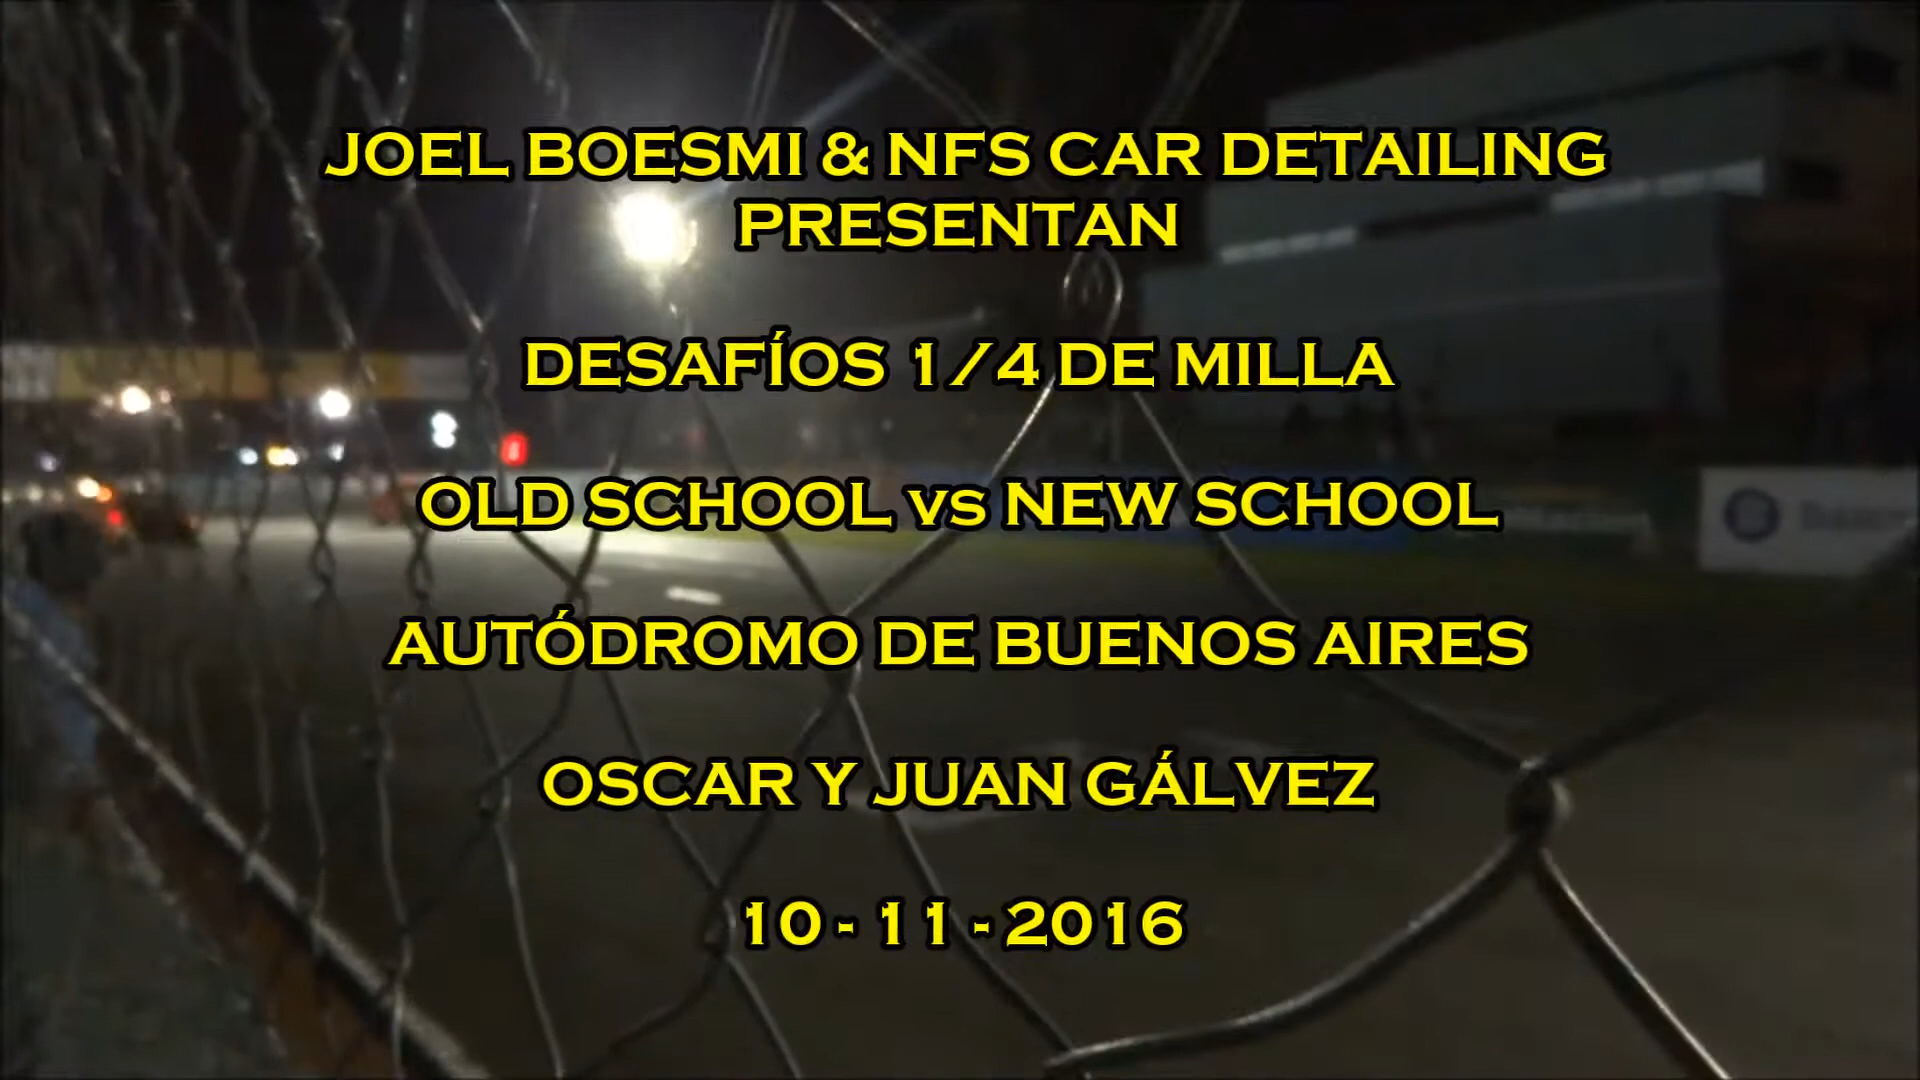 JOEL BOESMI & NFS CAR DETAILING
PRESENTAN
DESAFÍOS 1/4 DE MILLA
OLD SCHOOL vs NEW SCHOOL
AUTÓDROMO DE BUENOS AIRES
OSCAR Y JUAN GÁLVEZ
10 - 11 - 2016